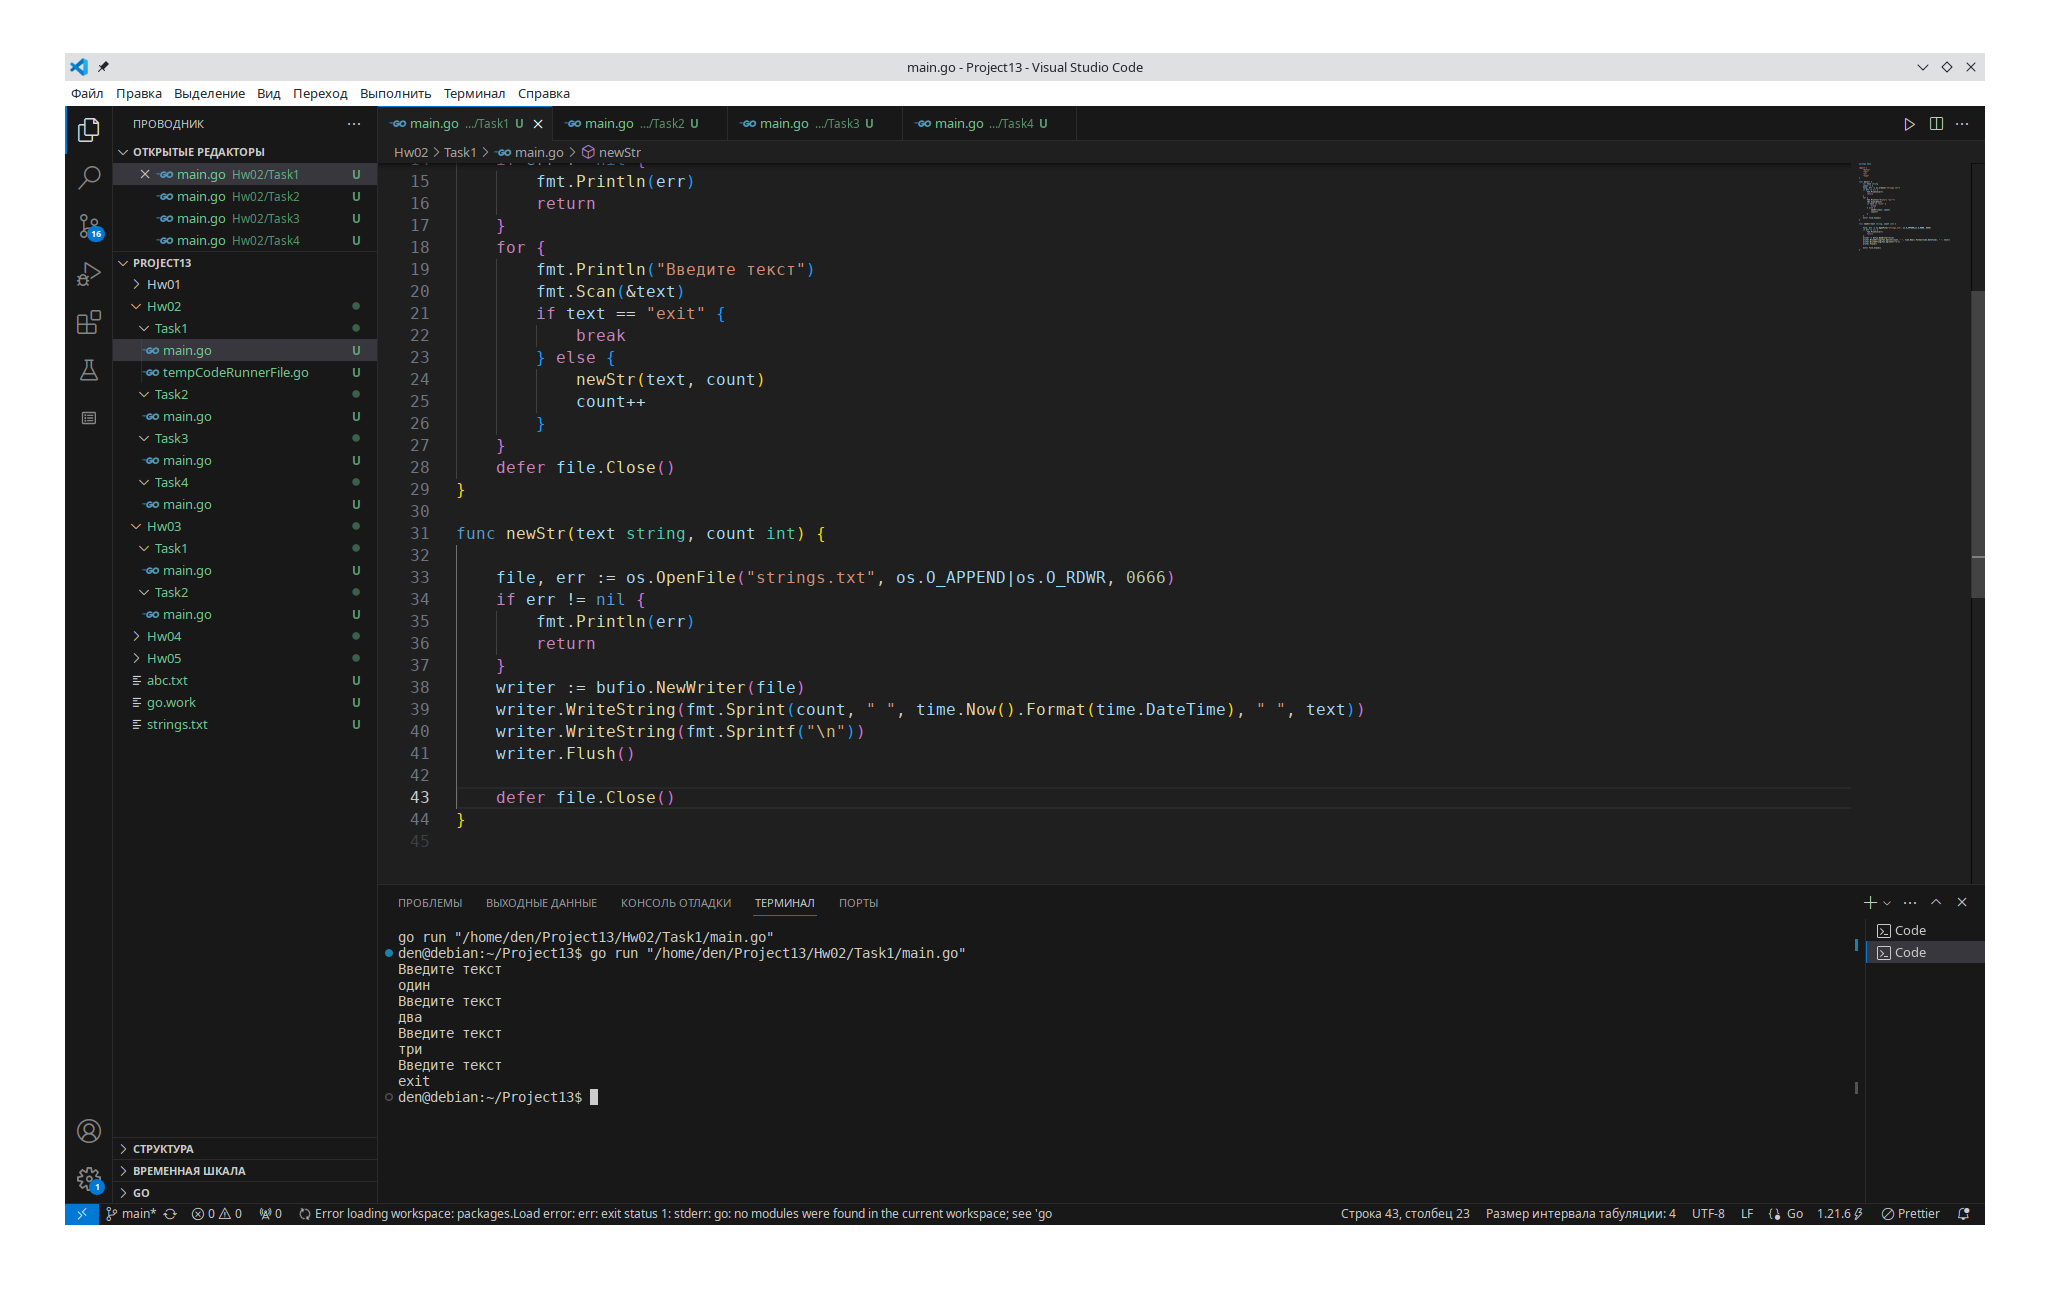 main.go - Project13 - Visual Studio Code
Файл Правка Выделение Вид Переход Выполнить Терминал Справка
ПРОВОДНИК
ОТКРЫТЫЕ РЕДАКТОРЫ
main.go Hw02/Task1 U
main.go Hw02/Task2 U
main.go Hw02/Task3 U
main.go Hw02/Task4 U
PROJECT13
Hw01
Hw02
Task1
main.go U
tempCodeRunnerFile.go U
Task2
main.go U
Task3
main.go U
Task4
main.go U
Hw03
Task1
main.go U
Task2
main.go U
Hw04
Hw05
abc.txt U
go.work U
strings.txt U
СТРУКТУРА
ВРЕМЕННАЯ ШКАЛА
GO
16
1
main.go .../Task1 U main.go .../Task2 U main.go .../Task3 U main.go .../Task4 U
Hw02 > Task1 > main.go > newStr
15 fmt.Println(err)
16 return
17 }
18 for {
19 fmt.Println("Введите текст")
20 fmt.Scan(&text)
21 if text == "exit" {
22 break
23 } else {
24 newStr(text, count)
25 count++
26 }
27 }
28 defer file.Close()
29 }
30
31 func newStr(text string, count int) {
32
33 file, err := os.OpenFile("strings.txt", os.O_APPEND|os.O_RDWR, 0666)
34 if err != nil {
35 fmt.Println(err)
36 return
37 }
38 writer := bufio.NewWriter(file)
39 writer.WriteString(fmt.Sprint(count, " ", time.Now().Format(time.DateTime), " ", text))
40 writer.WriteString(fmt.Sprintf("\n"))
41 writer.Flush()
42
43 defer file.Close()
44 }
45
ПРОБЛЕМЫ ВЫХОДНЫЕ ДАННЫЕ КОНСОЛЬ ОТЛАДКИ ТЕРМИНАЛ ПОРТЫ
go run "/home/den/Project13/Hw02/Task1/main.go"
den@debian:~/Project13$ go run "/home/den/Project13/Hw02/Task1/main.go"
Введите текст
один
Введите текст
два
Введите текст
три
Введите текст
exit
den@debian:~/Project13$
Code
Code
main* 0 0 0 Error loading workspace: packages.Load error: err: exit status 1: stderr: go: no modules were found in the current workspace; see 'go
Строка 43, столбец 23 Размер интервала табуляции: 4 UTF-8 LF Go 1.21.6 Prettier